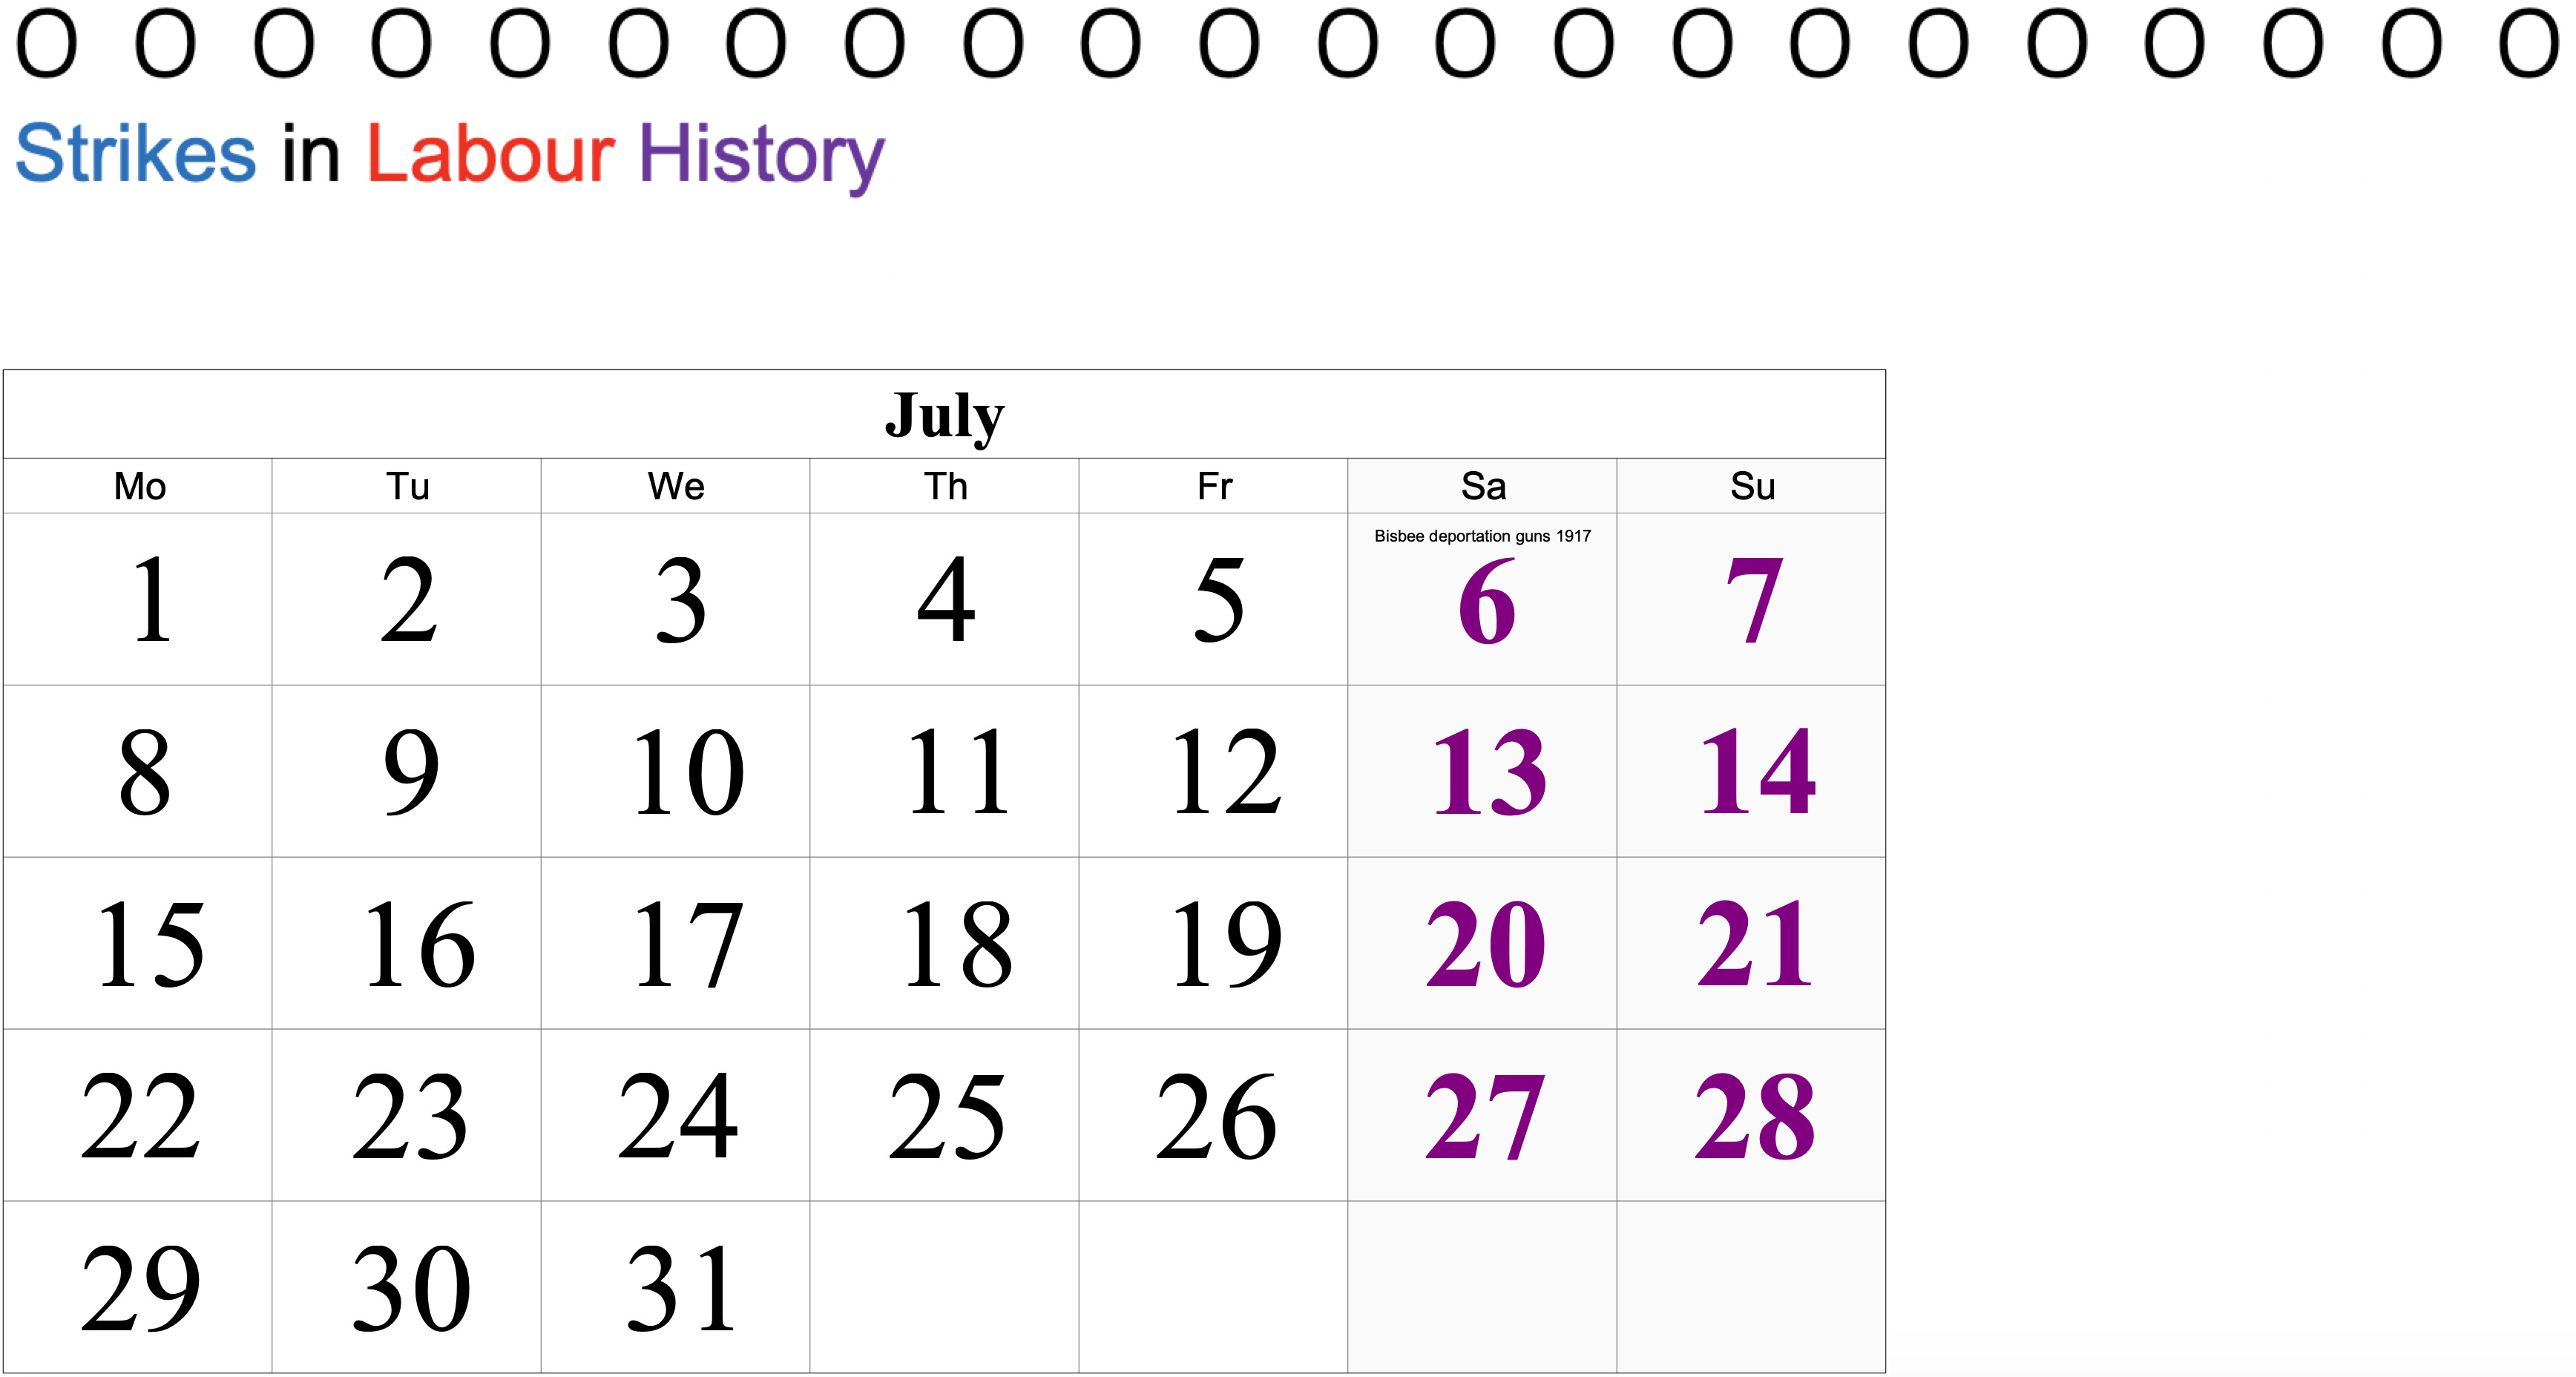 O O O O O O O O O O O O O O O O O O O O O O
Strikes in Labour History
July
Mo Tu We Th Fr Sa Su
Bisbee deportation guns 1917
1 2 3 4 5 6 7
8 9 10 11 12 13 14
15 16 17 18 19 20 21
22 23 24 25 26 27 28
29 30 31